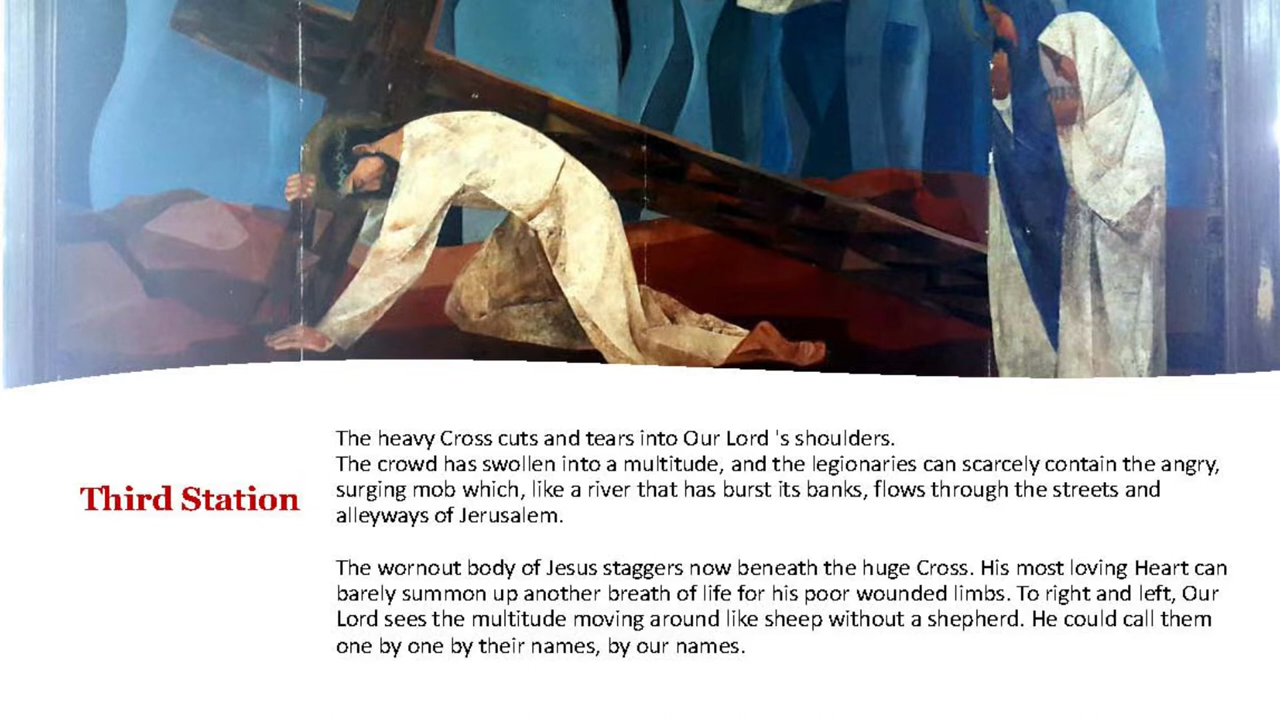 Third Station
The heavy Cross cuts and tears into Our Lord 's shoulders.
The crowd has swollen into a multitude, and the legionaries can scarcely contain the angry,
surging mob which, like a river that has burst its banks, flows through the streets and
alleyways of Jerusalem.
The wornout body of Jesus staggers now beneath the huge Cross. His most loving Heart can
barely summon up another breath of life for his poor wounded limbs. To right and left, Our
Lord sees the multitude moving around like sheep without a shepherd. He could call them
one by one by their names, by our names.